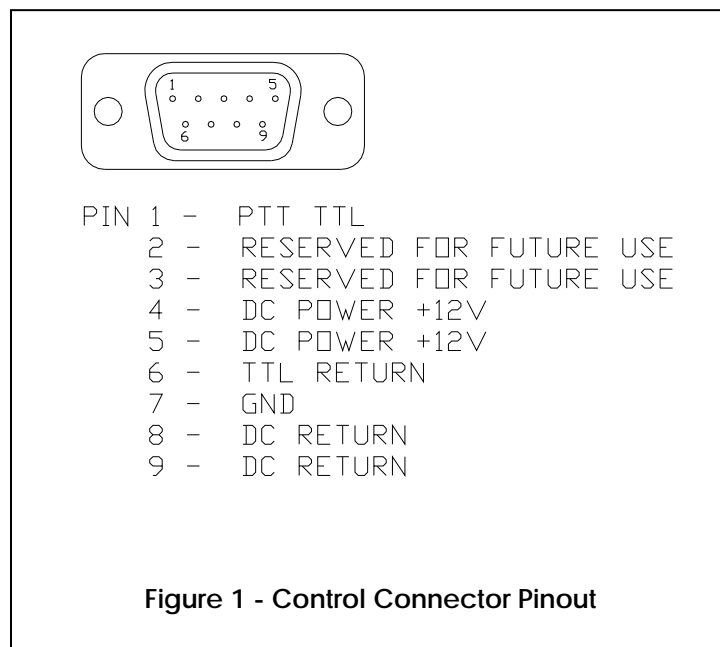 1 5
6 9
PIN 1 - PTT TTL
2 - RESERVED FOR FUTURE USE
3 - RESERVED FOR FUTURE USE
4 - DC POWER +12V
5 - DC POWER +12V
6 - TTL RETURN
7 - GND
8 - DC RETURN
9 - DC RETURN
Figure 1 - Control Connector Pinout